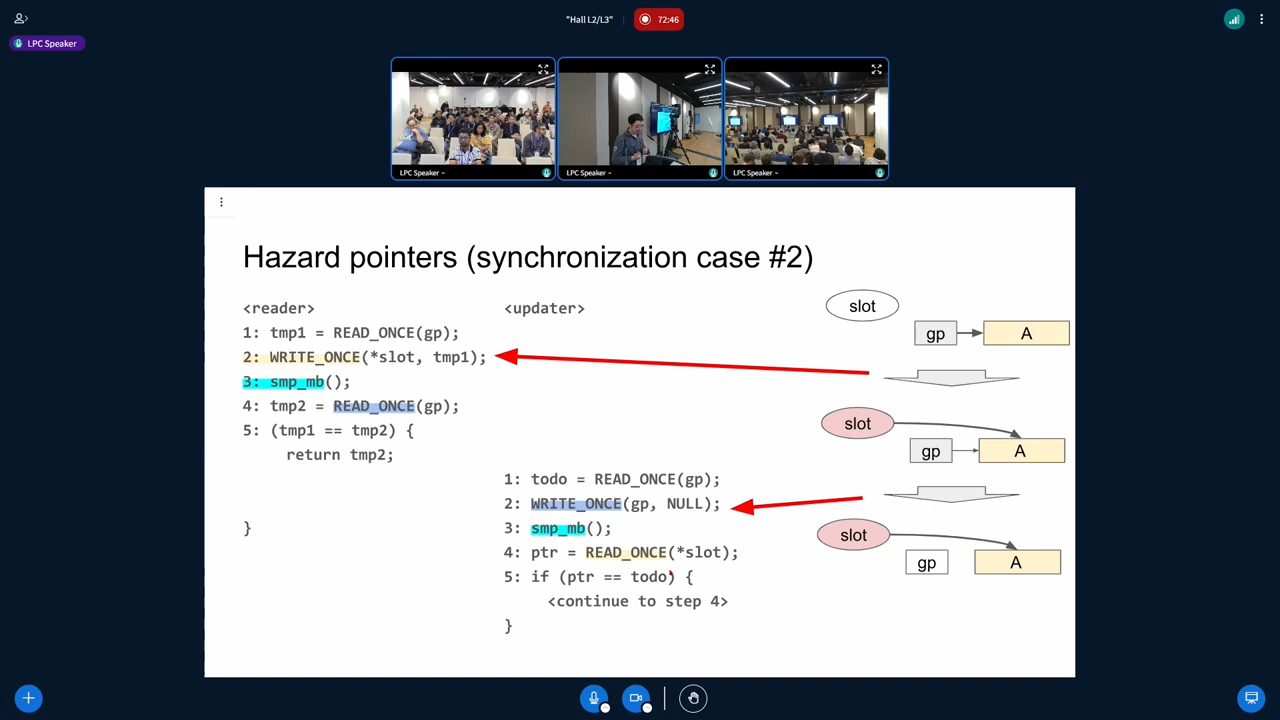 "Hall L2/L3"
72:46
LPC Speaker
LPC Speaker
LPC Speaker
LPC Speaker
Hazard pointers (synchronization case #2)
<reader>
1: tmp1 = READ_ONCE(gp);
2: WRITE_ONCE(*slot, tmp1);
3: smp_mb();
4: tmp2 = READ_ONCE(gp);
5: (tmp1 == tmp2) {
return tmp2;
}
<updater>
1: todo = READ_ONCE(gp);
2: WRITE_ONCE(gp, NULL);
3: smp_mb();
4: ptr = READ_ONCE(*slot);
5: if (ptr == todo) {
<continue to step 4>
}
slot
gp
A
slot
gp
A
slot
gp
A